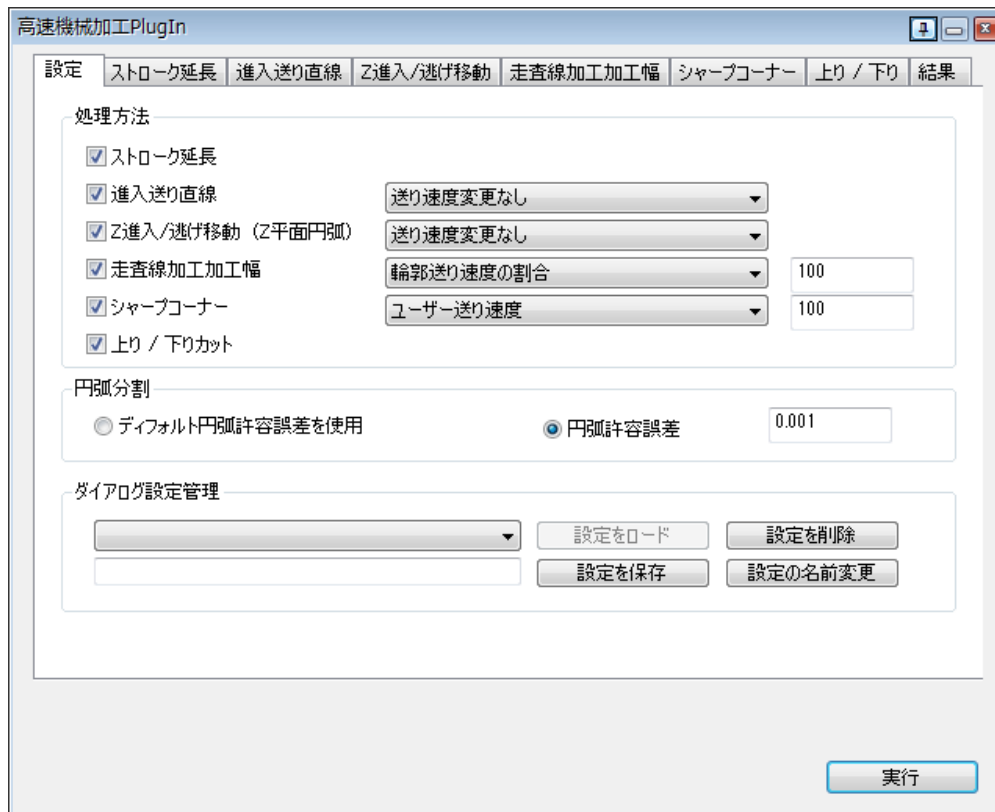 高速機械加工PlugIn
設定 ストローク延長 進入送り直線 Z進入/逃げ移動 走査線加工加工幅 シャープコーナー 上り / 下り 結果
処理方法
ストローク延長
進入送り直線 送り速度変更なし
Z進入/逃げ移動 (Z平面円弧) 送り速度変更なし
走査線加工加工幅 輪郭送り速度の割合 100
シャープコーナー ユーザー送り速度 100
上り / 下りカット
円弧分割
ディフォルト円弧許容誤差を使用 円弧許容誤差 0.001
ダイアログ設定管理
設定をロード 設定を削除
設定を保存 設定の名前変更
実行